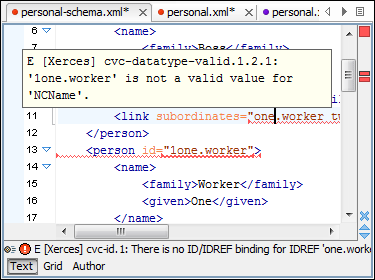 personal-schema.xml* personal.xml* personal.x
6 <name>
<family>Boss</family>
E [Xerces] cvc-datatype-valid.1.2.1:
'1one.worker' is not a valid value for
'NCName'.
11 <link subordinates="one.worker tw
12 </person>
13 <person id="1one.worker">
14 <name>
15 <family>Worker</family>
16 <given>One</given>
17 </name>
E [Xerces] cvc-id.1: There is no ID/IDREF binding for IDREF 'one.work
Text Grid Author